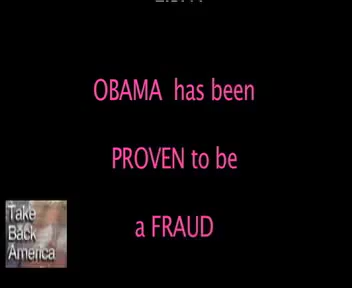 OBAMA has been
PROVEN to be
a FRAUD
Take
Back
America